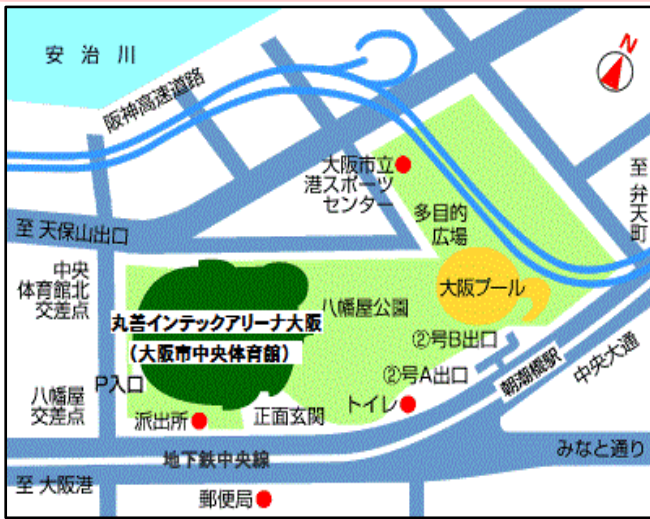 安治川
N
阪神高速道路
大阪市立
港スポーツ
センター
至弁天町
多目的
広場
至 天保山出口
中央
体育館北
交差点
大阪プール
八幡屋公園
丸善インテックアリーナ大阪
（大阪市中央体育館）
②号B出口
②号A出口
朝潮橋駅
中央大通
P入口
八幡屋
交差点
派出所
正面玄関
トイレ
地下鉄中央線
みなと通り
至 大阪港
郵便局